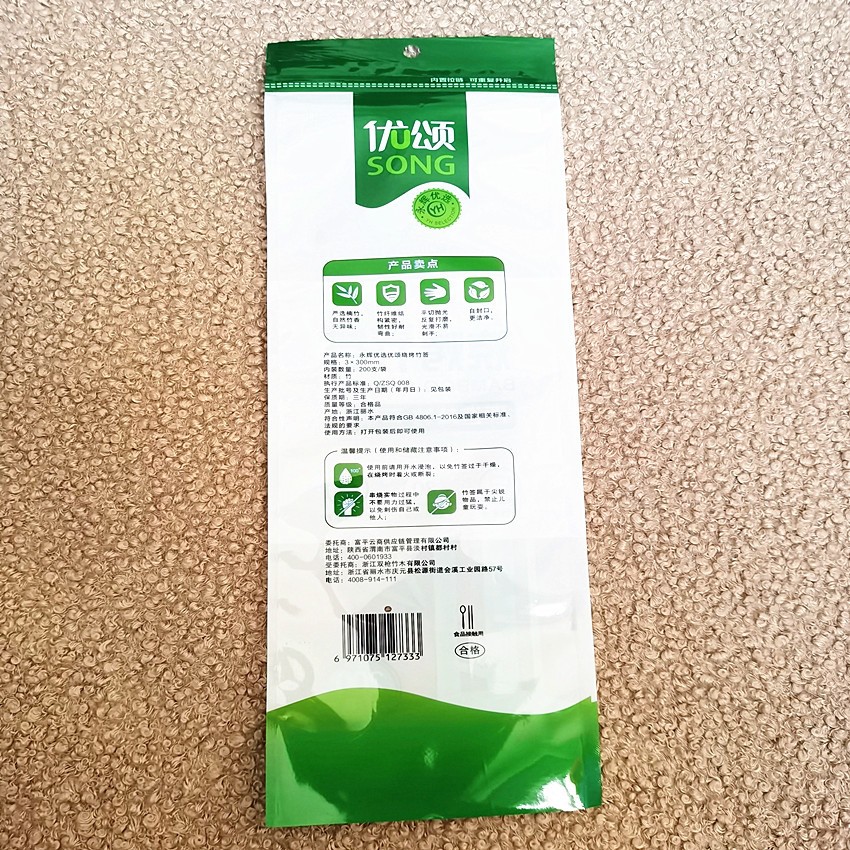 内置拉链 可重复开启
优颂
SONG
永辉优选
YH
YH SELECTION
产品卖点
严选楠竹，
自然竹香
无异味；
竹纤维结
构紧密，
韧性好耐
弯曲；
平切抛光
反复打磨，
光滑不易
刺手；
自封口，
更洁净。
产品名称：永辉优选优颂烧烤竹签
规格：3×300mm
内装数量：200支/袋
材质：竹
执行产品标准：Q/ZSQ 008
生产批号及生产日期（年月日）：见包装
保质期：三年
质量等级：合格品
产地：浙江丽水
符合性声明：本产品符合GB 4806.1-2016及国家相关标准、
法规的要求
使用方法：打开包装后即可使用
温馨提示（使用和储藏注意事项）：
100°
使用前请用开水浸泡，以免竹签过于干燥，
在烧烤时着火或断裂；
串烧实物过程中
不要用力过猛，
以免刺伤自己或
他人；
竹签属于尖锐
物品，禁止儿
童玩耍。
委托商：富平云商供应链管理有限公司
地址：陕西省渭南市富平县淡村镇都村村
电话：400-0601933
受委托商：浙江双枪竹木有限公司
地址：浙江省丽水市庆元县松源街道会溪工业园路57号
电话：4008-914-111
6 971075 127333
食品接触用
合格